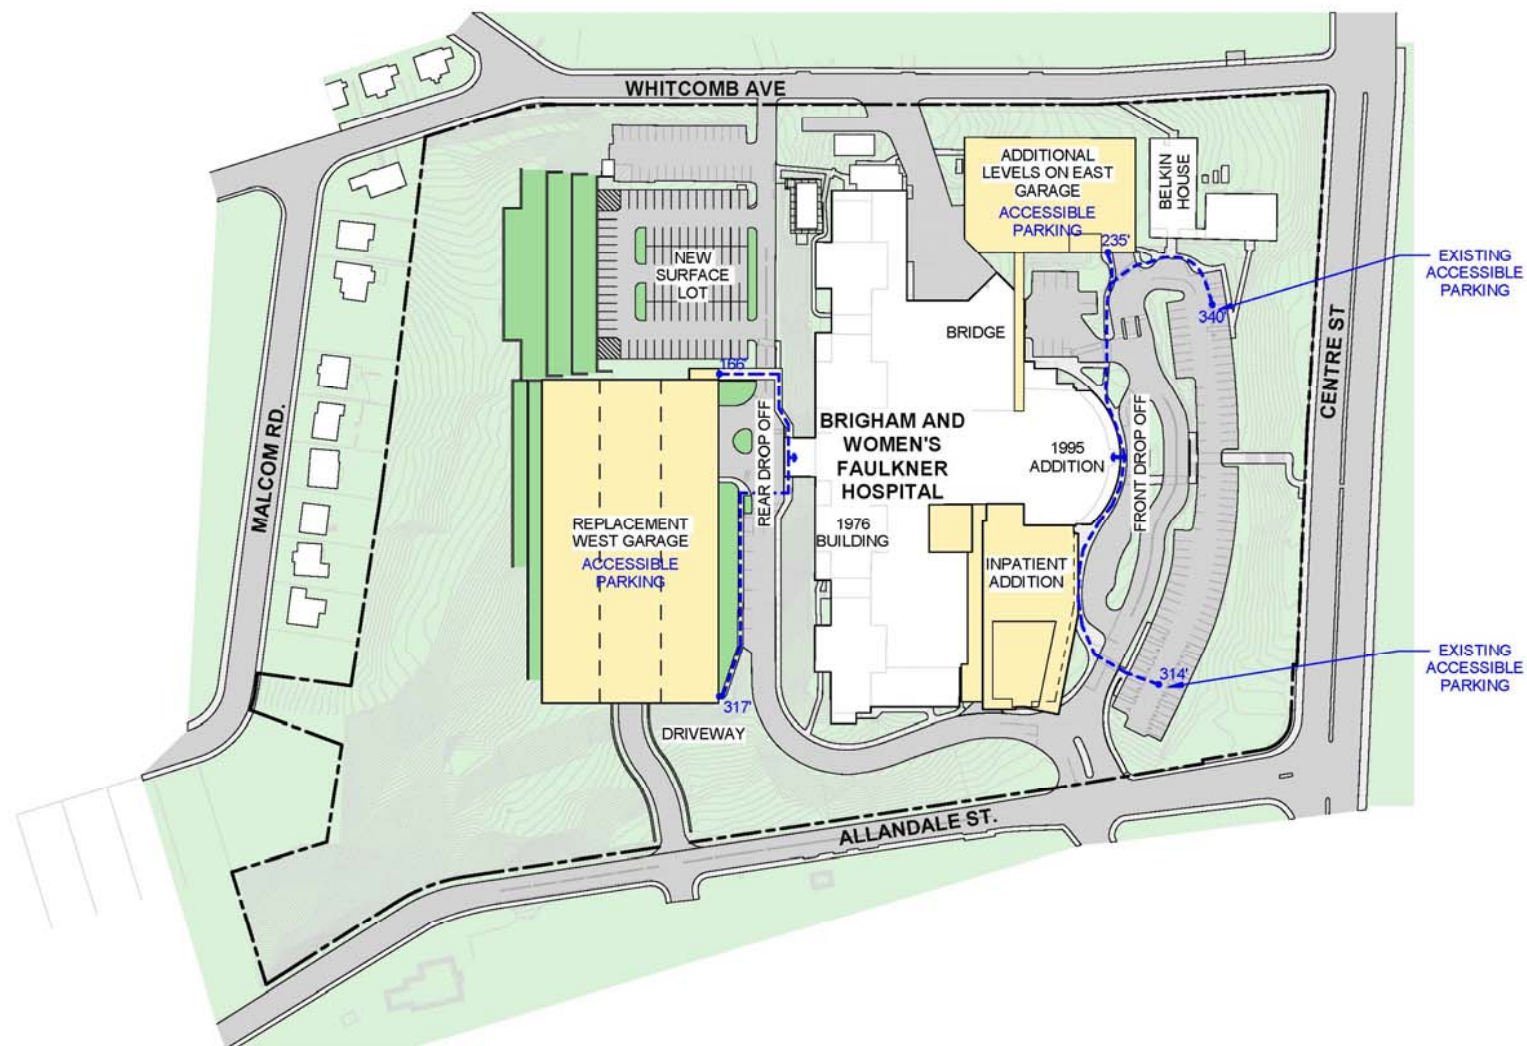 WHITCOMB AVE
ADDITIONAL
LEVELS ON EAST
GARAGE
ACCESSIBLE
PARKING
235'
BELKIN
HOUSE
EXISTING
ACCESSIBLE
PARKING
340'
NEW
SURFACE
LOT
BRIDGE
CENTRE ST
166'
MALCOM RD.
REAR DROP OFF
BRIGHAM AND
WOMEN'S
FAULKNER
HOSPITAL
1995
ADDITION
FRONT DROP OFF
REPLACEMENT
WEST GARAGE
ACCESSIBLE
PARKING
1976
BUILDING
INPATIENT
ADDITION
EXISTING
ACCESSIBLE
PARKING
314'
317'
DRIVEWAY
ALLANDALE ST.